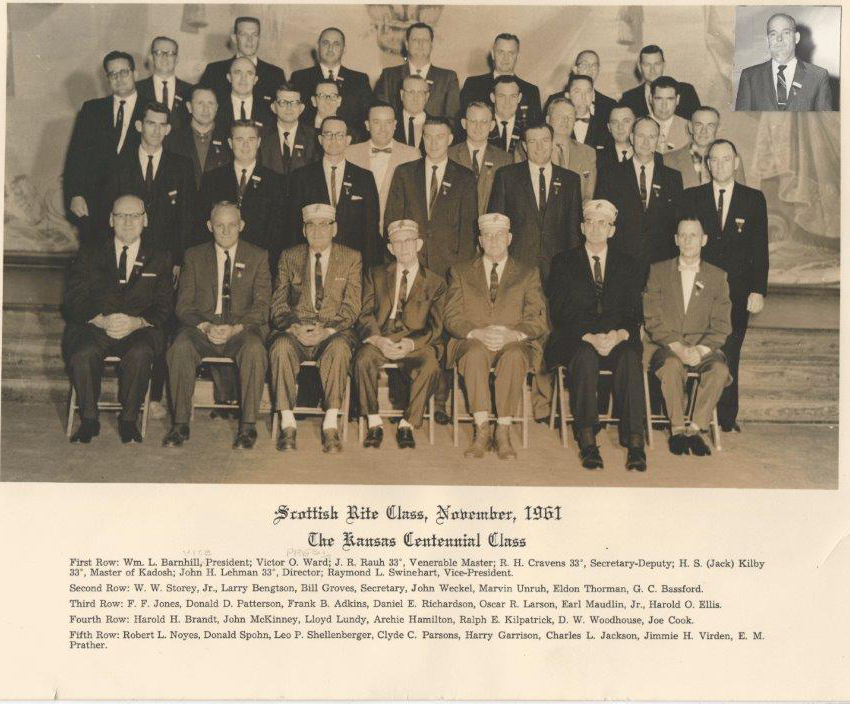 Scottish Rite Class, November, 1961
The Kansas Centennial Class
VICE PRES.
First Row: Wm. L. Barnhill, President; Victor O. Ward; J. R. Rauh 33°, Venerable Master; R. H. Cravens 33°, Secretary-Deputy; H. S. (Jack) Kilby
33°, Master of Kadosh; John H. Lehman 33°, Director; Raymond L. Swinehart, Vice-President.
Second Row: W. W. Storey, Jr., Larry Bengtson, Bill Groves, Secretary, John Weckel, Marvin Unruh, Eldon Thorman, G. C. Bassford.
Third Row: F. F. Jones, Donald D. Patterson, Frank B. Adkins, Daniel E. Richardson, Oscar R. Larson, Earl Maudlin, Jr., Harold O. Ellis.
Fourth Row: Harold H. Brandt, John McKinney, Lloyd Lundy, Archie Hamilton, Ralph E. Kilpatrick, D. W. Woodhouse, Joe Cook.
Fifth Row: Robert L. Noyes, Donald Spohn, Leo P. Shellenberger, Clyde C. Parsons, Harry Garrison, Charles L. Jackson, Jimmie H. Virden, E. M.
Prather.